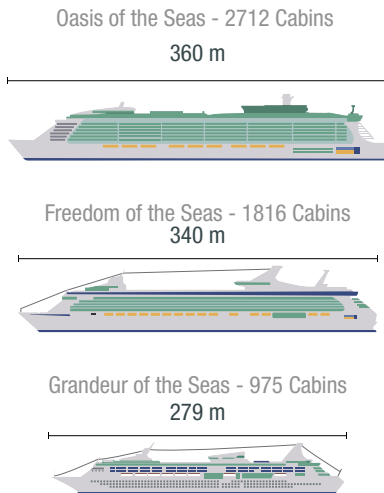 Oasis of the Seas - 2712 Cabins
360 m
Freedom of the Seas - 1816 Cabins
340 m
Grandeur of the Seas - 975 Cabins
279 m